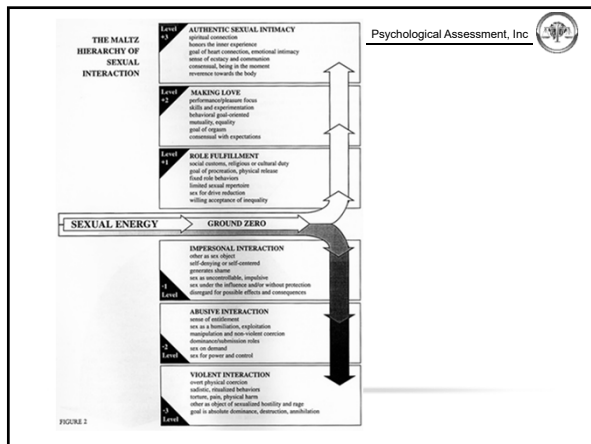 THE MALTZ
HIERARCHY OF
SEXUAL
INTERACTION
Psychological Assessment, Inc
Level
+3
AUTHENTIC SEXUAL INTIMACY
spiritual connection
honors the inner experience
goal of heart connection, emotional intimacy
sense of ecstasy and communion
consensual, being in the moment
reverence towards the body
Level
+2
MAKING LOVE
performance/pleasure focus
skills and experimentation
behavioral goal-oriented
mutuality, equality
goal of orgasm
consensual with expectations
Level
+1
ROLE FULFILLMENT
social customs, religious or cultural duty
goal of procreation, physical release
fixed role behaviors
limited sexual repertoire
sex for drive reduction
willing acceptance of inequality
SEXUAL ENERGY
GROUND ZERO
IMPERSONAL INTERACTION
other as sex object
self-denying or self-centered
generates shame
sex as uncontrollable, impulsive
sex under the influence and/or without protection
disregard for possible effects and consequences
-1
Level
ABUSIVE INTERACTION
sense of entitlement
sex as a humiliation, exploitation
manipulation and non-violent coercion
dominance/submission roles
sex on demand
sex for power and control
-2
Level
VIOLENT INTERACTION
overt physical coercion
sadistic, ritualized behaviors
torture, pain, physical harm
other as object of sexualized hostility and rage
goal is absolute dominance, destruction, annihilation
-3
Level
FIGURE 2